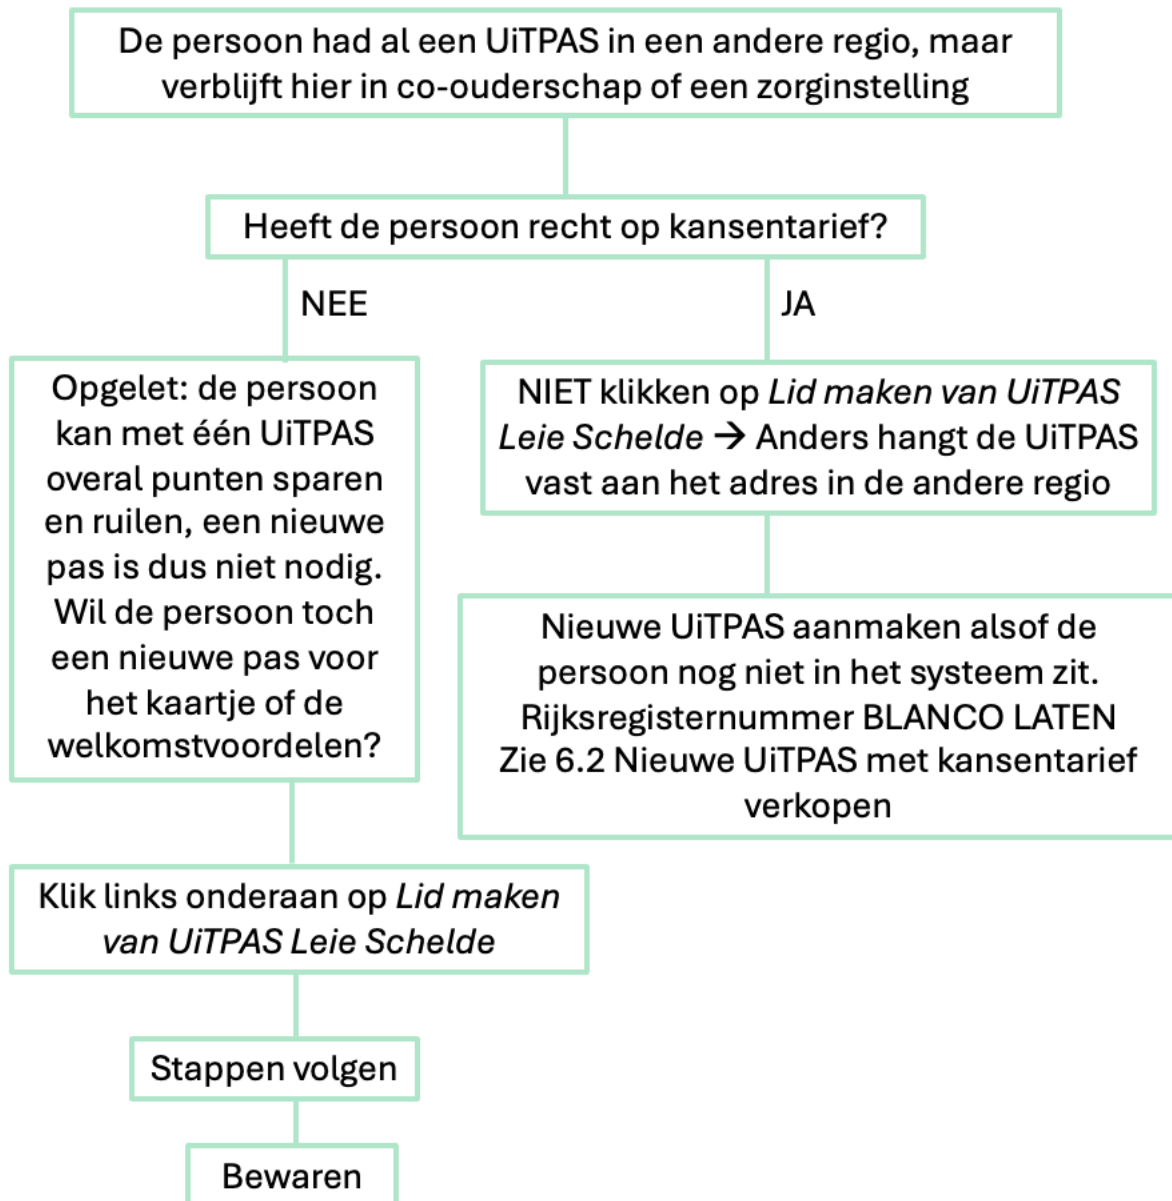 De persoon had al een UiTPAS in een andere regio, maar
verblijft hier in co-ouderschap of een zorginstelling
Heeft de persoon recht op kansentarief?
NEE
JA
Opgelet: de persoon
kan met één UiTPAS
overal punten sparen
en ruilen, een nieuwe
pas is dus niet nodig.
Wil de persoon toch
een nieuwe pas voor
het kaartje of de
welkomstvoordelen?
NIET klikken op Lid maken van UiTPAS
Leie Schelde → Anders hangt de UiTPAS
vast aan het adres in de andere regio
Nieuwe UiTPAS aanmaken alsof de
persoon nog niet in het systeem zit.
Rijksregisternummer BLANCO LATEN
Zie 6.2 Nieuwe UiTPAS met kansentarief
verkopen
Klik links onderaan op Lid maken
van UiTPAS Leie Schelde
Stappen volgen
Bewaren